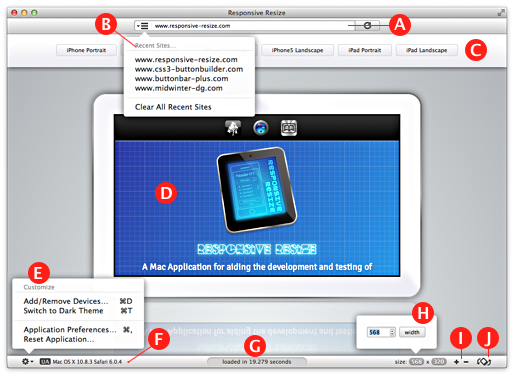 Responsive Resize
B
www.responsive-resize.com
A
iPhone Portrait
iPhone5 Landscape
iPad Portrait
iPad Landscape
C
Recent Sites...
www.responsive-resize.com
www.css3-buttonbuilder.com
www.buttonbar-plus.com
www.midwinter-dg.com
Clear All Recent Sites
D
RESPONSIVE RESIZE
RESPONSIVE RESIZE
A Mac Application for aiding the development and testing of
E
Customize
Add/Remove Devices... ⌘D
Switch to Dark Theme ⌘T
Application Preferences... ⌘,
Reset Application...
H
568 width
F
G
I
J
UA Mac OS X 10.8.3 Safari 6.0.4
loaded in 19.279 seconds
size: 568 x 320 + −